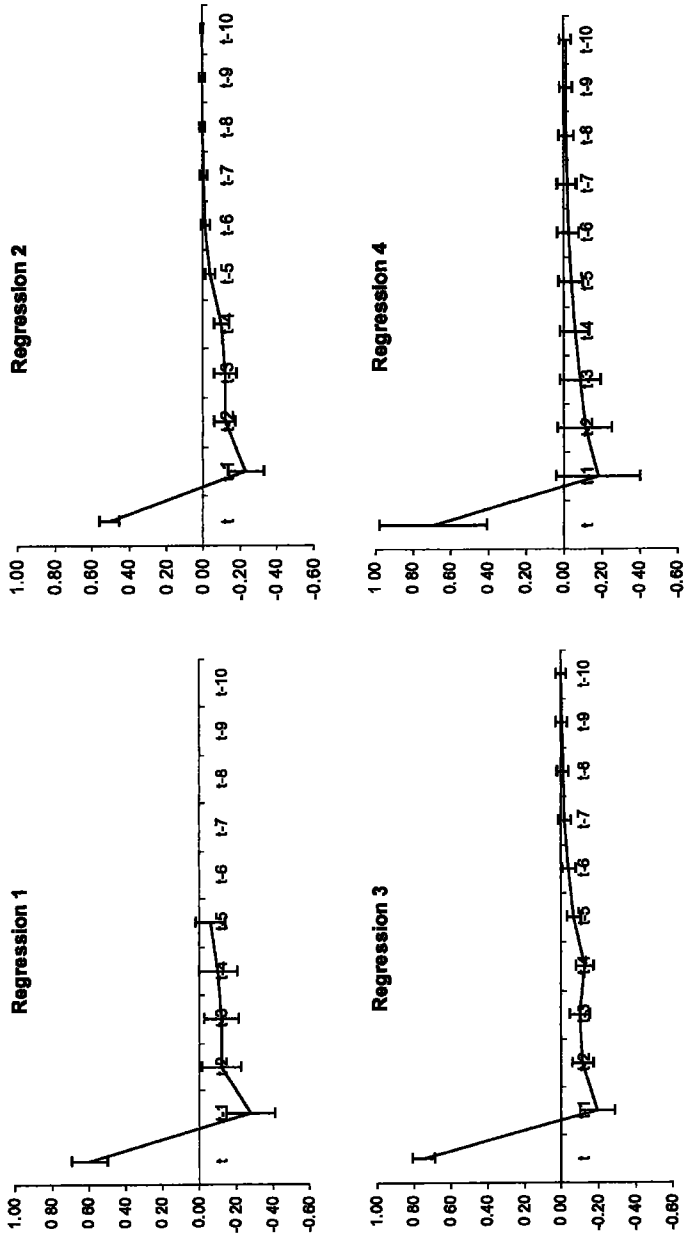 Regression 1
1.00
0.80
0.60
0.40
0.20
0.00
-0.20
-0.40
-0.60
t
t-1
t-2
t-3
t-4
t-5
t-6
t-7
t-8
t-9
t-10
Regression 2
1.00
0.80
0.60
0.40
0.20
0.00
-0.20
-0.40
-0.60
t
t-1
t-2
t-3
t-4
t-5
t-6
t-7
t-8
t-9
t-10
Regression 3
1.00
0.80
0.60
0.40
0.20
0.00
-0.20
-0.40
-0.60
t
t-1
t-2
t-3
t-4
t-5
t-6
t-7
t-8
t-9
t-10
Regression 4
1.00
0.80
0.60
0.40
0.20
0.00
-0.20
-0.40
-0.60
t
t-1
t-2
t-3
t-4
t-5
t-6
t-7
t-8
t-9
t-10